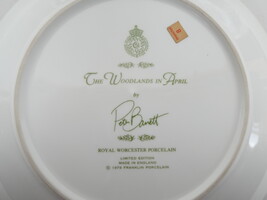 THE WOODLANDS IN APRIL
BY
Peter Barrett
ROYAL WORCESTER PORCELAIN
LIMITED EDITION
MADE IN ENGLAND
© 1978 FRANKLIN PORCELAIN